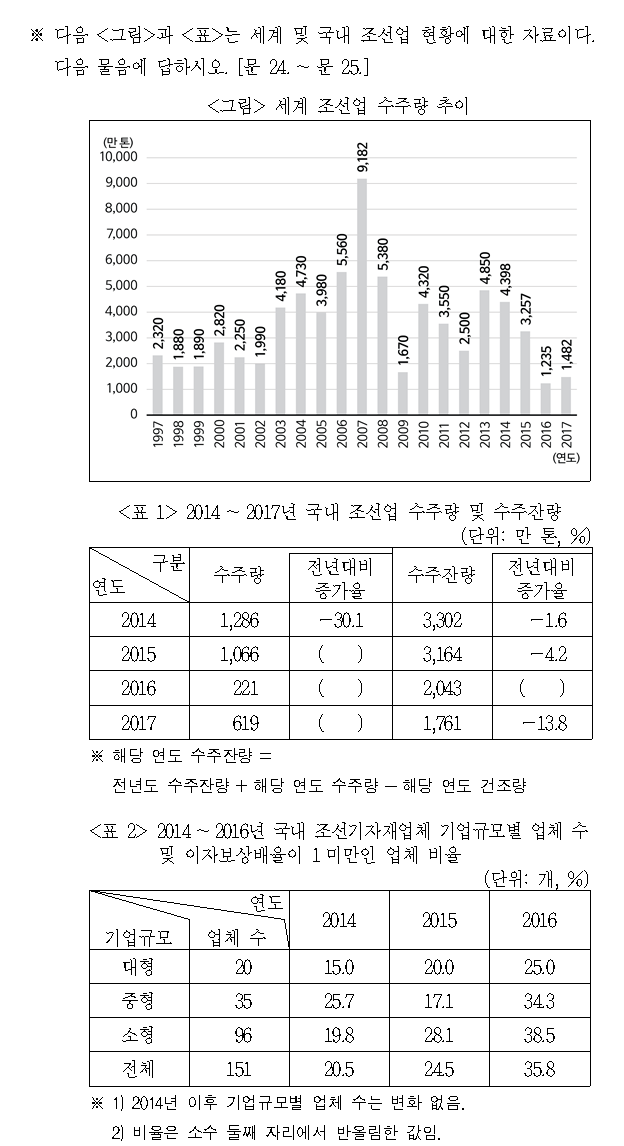 ※ 다음 <그림>과 <표>는 세계 및 국내 조선업 현황에 대한 자료이다.
다음 물음에 답하시오. [문 24. ~ 문 25.]
<그림> 세계 조선업 수주량 추이
(만 톤)
10,000
9,000
8,000
7,000
6,000
5,000
4,000
3,000
2,000
1,000
0
2,320 1,880 1,890 2,820 2,250 1,990 4,180 4,730 3,980 5,560 9,182 5,380 1,670 4,320 3,550 2,500 4,850 4,398 3,257 1,235 1,482
1997 1998 1999 2000 2001 2002 2003 2004 2005 2006 2007 2008 2009 2010 2011 2012 2013 2014 2015 2016 2017
(연도)
<표 1> 2014 ~ 2017년 국내 조선업 수주량 및 수주잔량
(단위: 만 톤, %)
구분 연도 수주량 전년대비 증가율 수주잔량 전년대비 증가율
2014 1,286 -30.1 3,302 -1.6
2015 1,066 ( ) 3,164 -4.2
2016 221 ( ) 2,043 ( )
2017 619 ( ) 1,761 -13.8
※ 해당 연도 수주잔량 =
전년도 수주잔량 + 해당 연도 수주량 - 해당 연도 건조량
<표 2> 2014 ~ 2016년 국내 조선기자재업체 기업규모별 업체 수
및 이자보상배율이 1 미만인 업체 비율
(단위: 개, %)
연도 기업규모 업체 수 2014 2015 2016
대형 20 15.0 20.0 25.0
중형 35 25.7 17.1 34.3
소형 96 19.8 28.1 38.5
전체 151 20.5 24.5 35.8
※ 1) 2014년 이후 기업규모별 업체 수는 변화 없음.
2) 비율은 소수 둘째 자리에서 반올림한 값임.